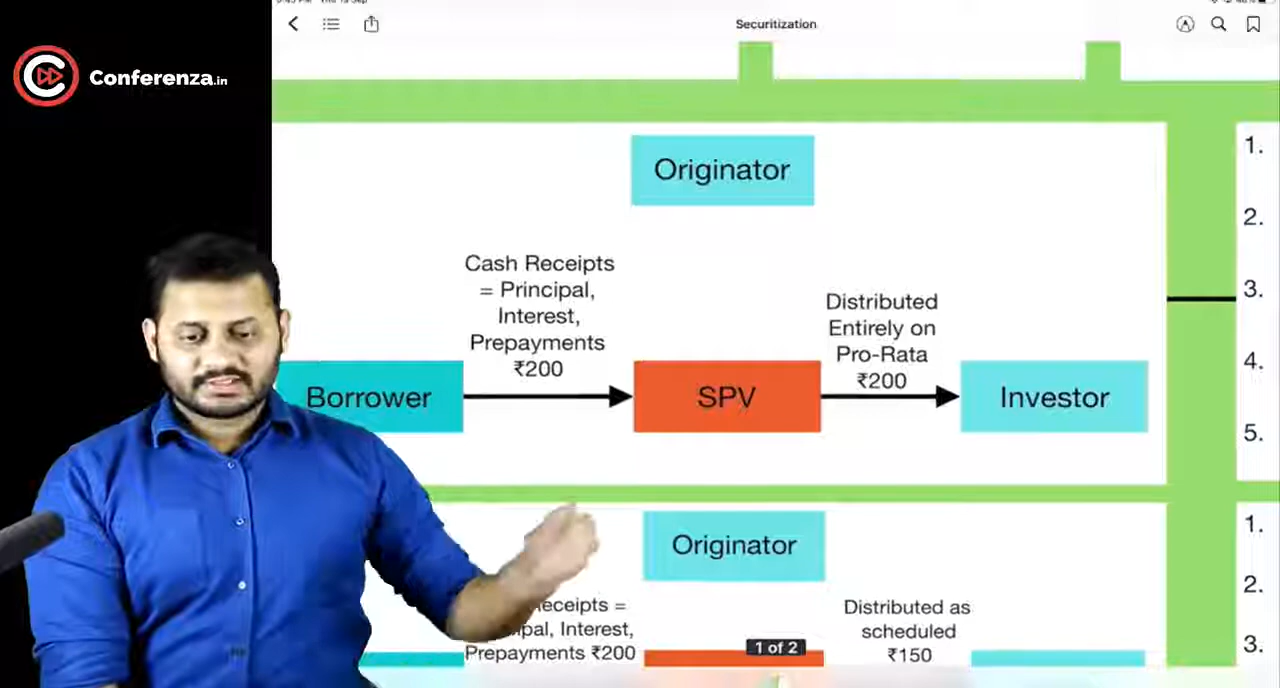 Securitization
Conferenza.in
Originator
1.
2.
3.
4.
5.
Cash Receipts
= Principal,
Interest,
Prepayments
₹200
Distributed
Entirely on
Pro-Rata
₹200
Borrower
SPV
Investor
Originator
1.
2.
3.
eceipts =
ipal, Interest,
Prepayments ₹200
Distributed as
scheduled
₹150
1 of 2